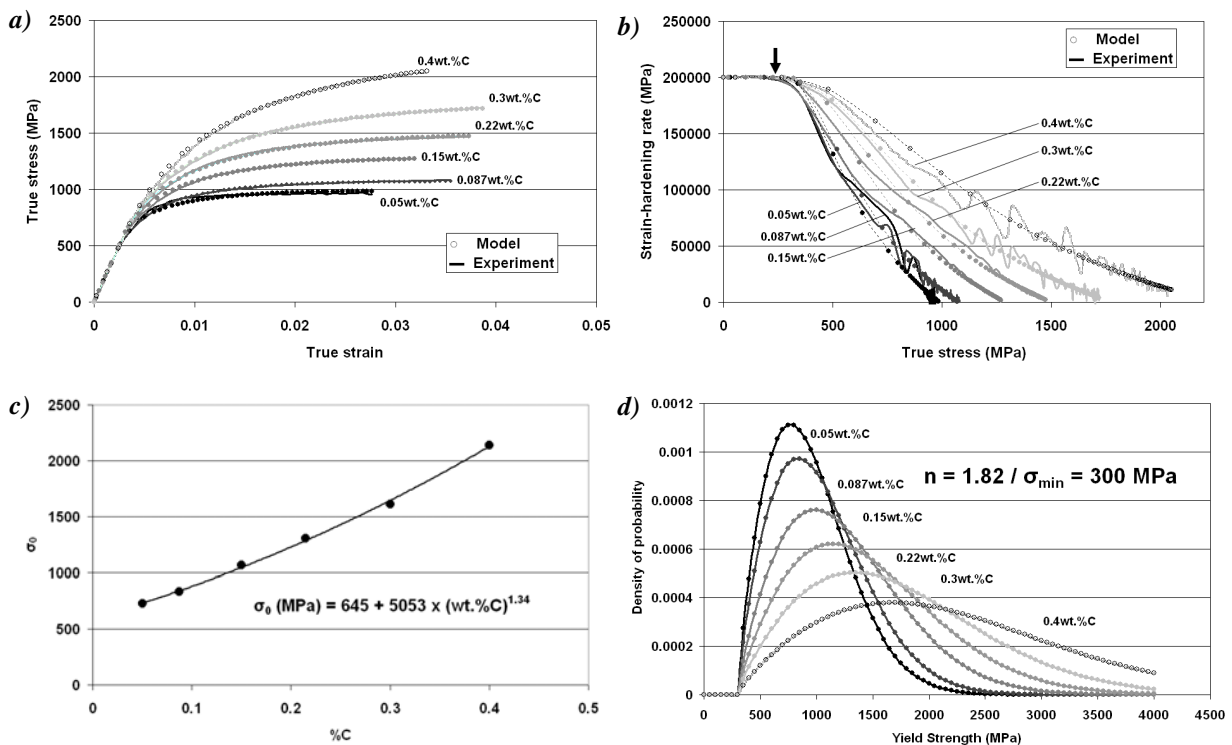 a)
2500
2000
1500
1000
500
0
True stress (MPa)
0.4wt.%C
0.3wt.%C
0.22wt.%C
0.15wt.%C
0.087wt.%C
0.05wt.%C
Model
Experiment
0 0.01 0.02 0.03 0.04 0.05
True strain
b)
200000
150000
100000
50000
0
Strain-hardening rate (MPa)
Model
Experiment
0.4wt.%C
0.3wt.%C
0.22wt.%C
0.05wt.%C
0.087wt.%C
0.15wt.%C
0 500 1000 1500 2000
True stress (MPa)
c)
2500
2000
1500
1000
500
0
σ0
σ0 (MPa) = 645 + 5053 x (wt.%C)1.34
0 0.1 0.2 0.3 0.4 0.5
%C
d)
0.0012
0.001
0.0008
0.0006
0.0004
0.0002
0
Density of probability
0.05wt.%C
n = 1.82 / σmin = 300 MPa
0.087wt.%C
0.15wt.%C
0.22wt.%C
0.3wt.%C
0.4wt.%C
0 500 1000 1500 2000 2500 3000 3500 4000 4500
Yield Strength (MPa)